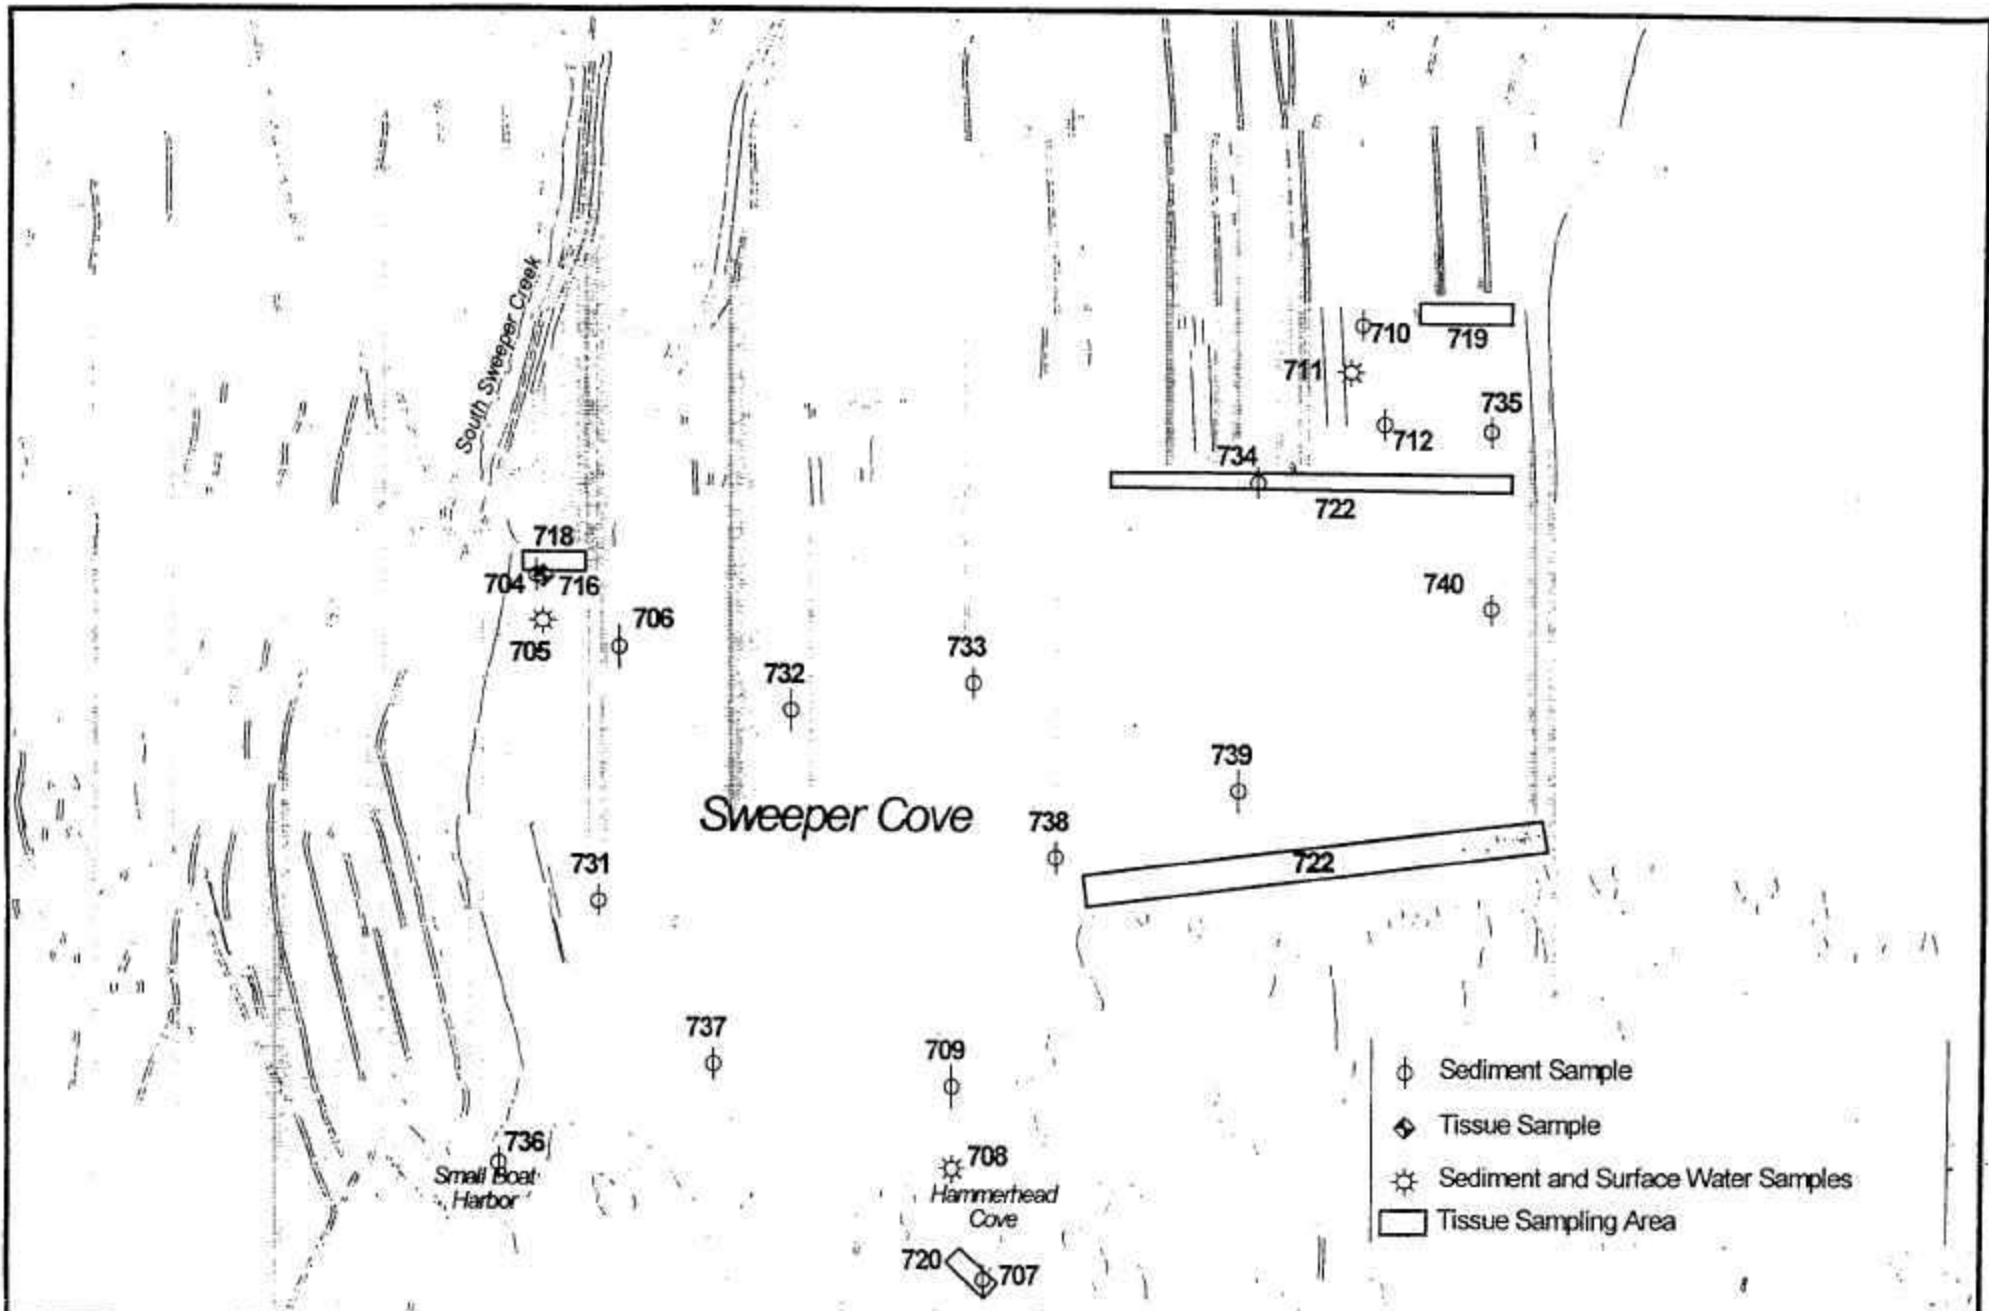 South Sweeper Creek
710
719
711
735
712
734
722
718
704
716
740
706
705
733
732
739
Sweeper Cove
738
722
731
737
709
Sediment Sample
Tissue Sample
736
708
Sediment and Surface Water Samples
Small Boat
Harbor
Hammerhead
Cove
Tissue Sampling Area
720
707